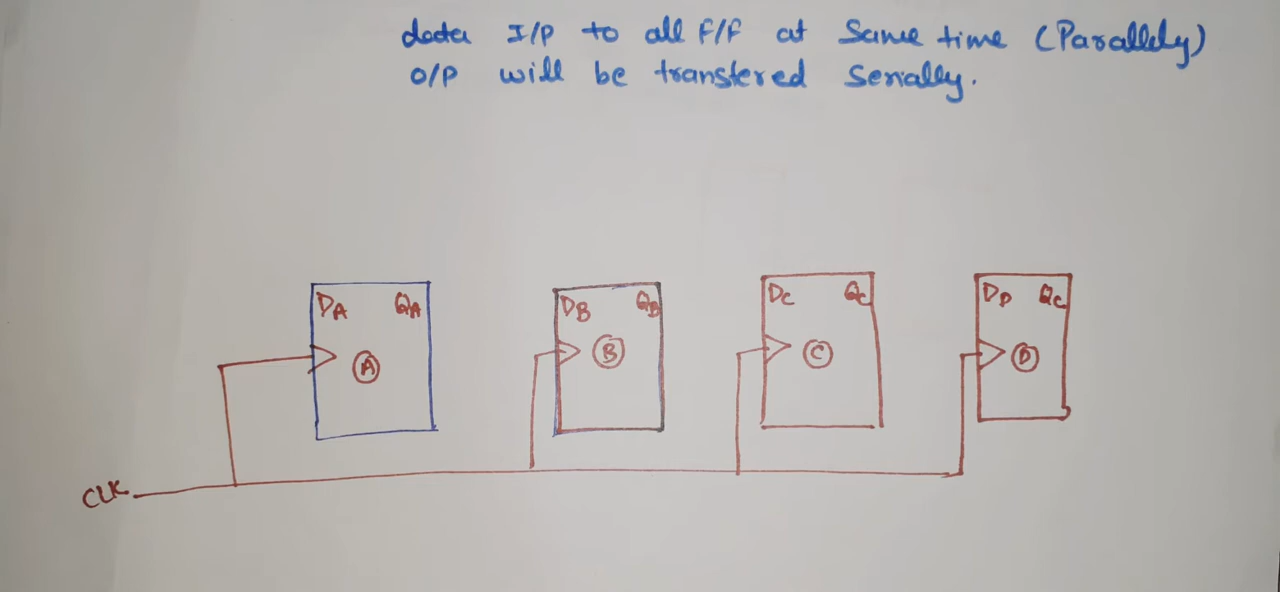 data I/P to all F/F at Same time (Parallely)
O/P will be transfered Serially.
DA QA
DB QB
DC QC
DD QC
A
B
C
D
CLK